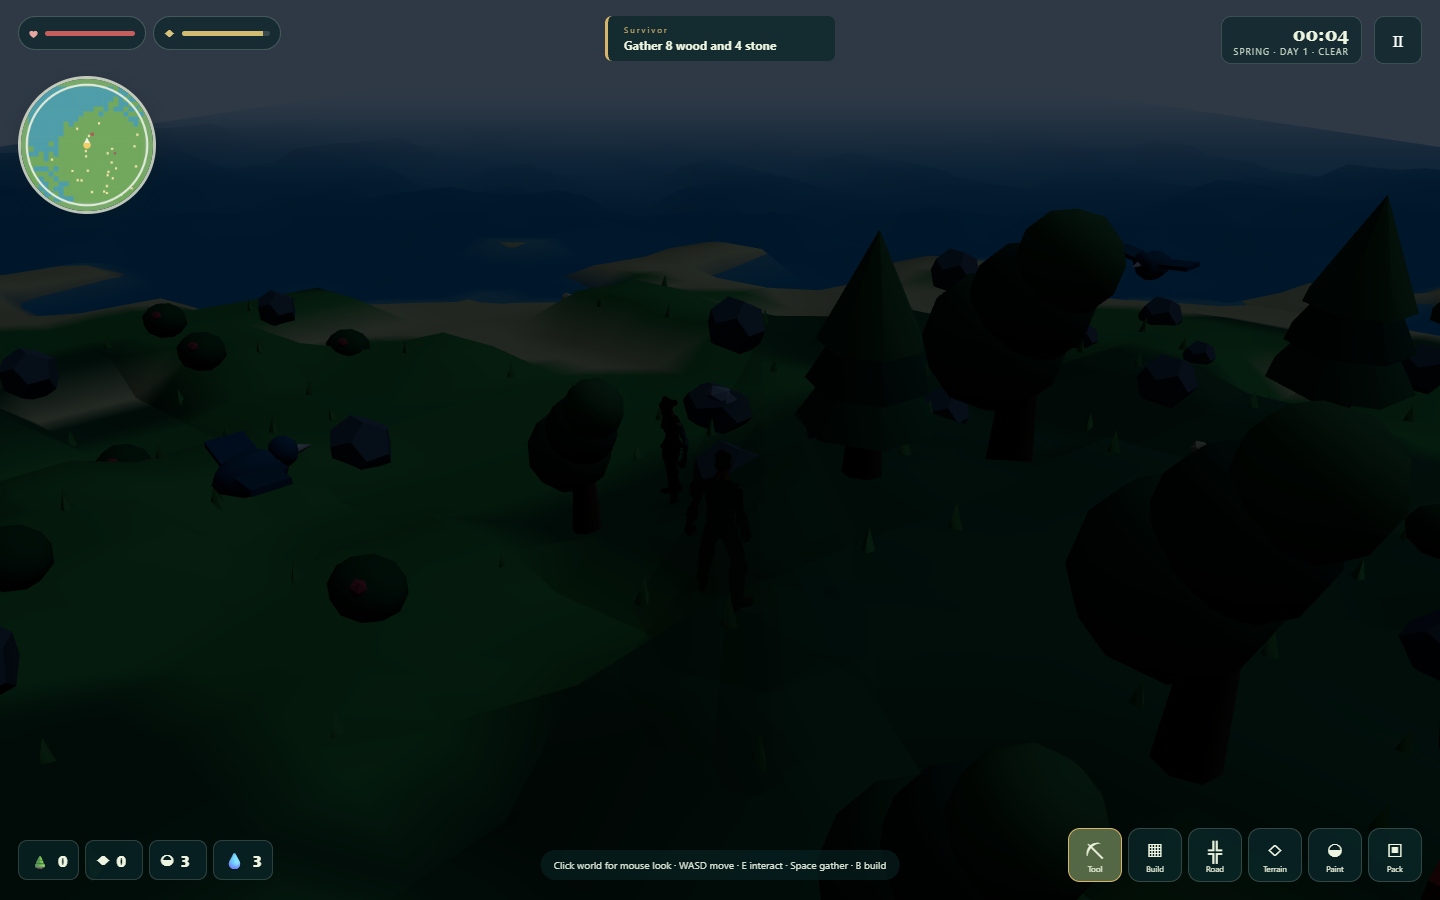 Survivor
Gather 8 wood and 4 stone
00:04
SPRING · DAY 1 · CLEAR
II
0
0
3
3
Click world for mouse look · WASD move · E interact · Space gather · B build
Tool
Build
Road
Terrain
Paint
Pack